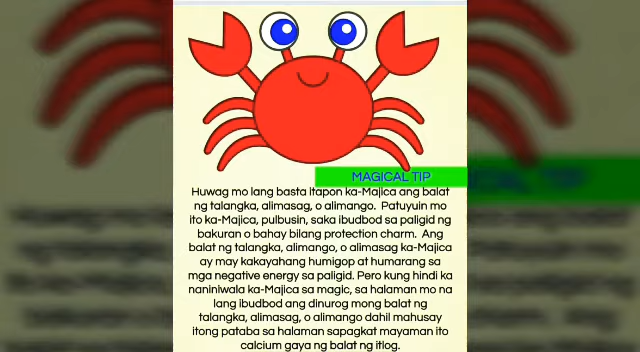 MAGICAL TIP
Huwag mo lang basta itapon ka-Majica ang balat
ng talangka, alimasag, o alimango. Patuyuin mo
ito ka-Majica, pulbusin, saka ibudbod sa paligid ng
bakuran o bahay bilang protection charm. Ang
balat ng talangka, alimango, o alimasag ka-Majica
ay may kakayahang humigop at humarang sa
mga negative energy sa paligid. Pero kung hindi ka
naniniwala ka-Majica sa magic, sa halaman mo na
lang ibudbod ang dinurog mong balat ng
talangka, alimasag, o alimango dahil mahusay
itong pataba sa halaman sapagkat mayaman ito
calcium gaya ng balat ng itlog.